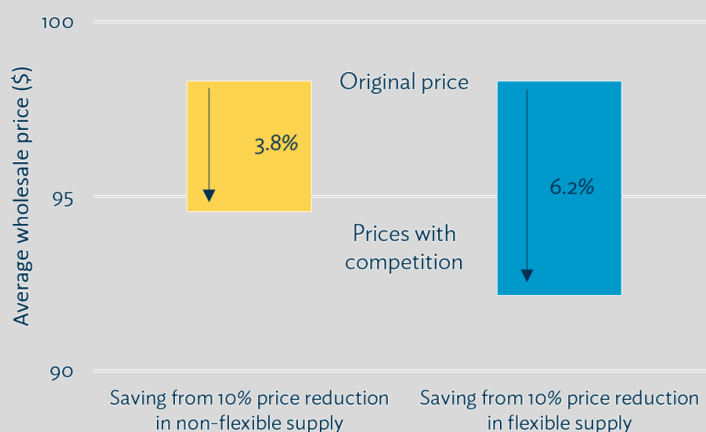 100
Average wholesale price ($)
Original price
3.8%
6.2%
95
Prices with
competition
90
Saving from 10% price reduction
in non-flexible supply
Saving from 10% price reduction
in flexible supply